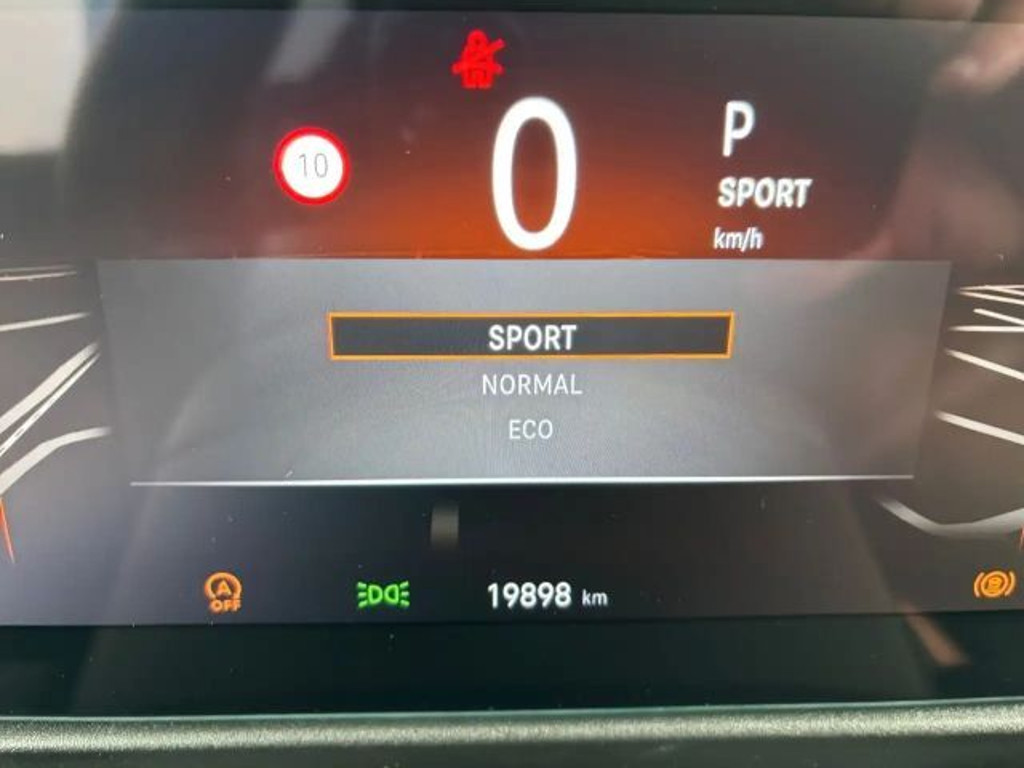 10
0
P
SPORT
km/h
SPORT
NORMAL
ECO
A
OFF
19898 km